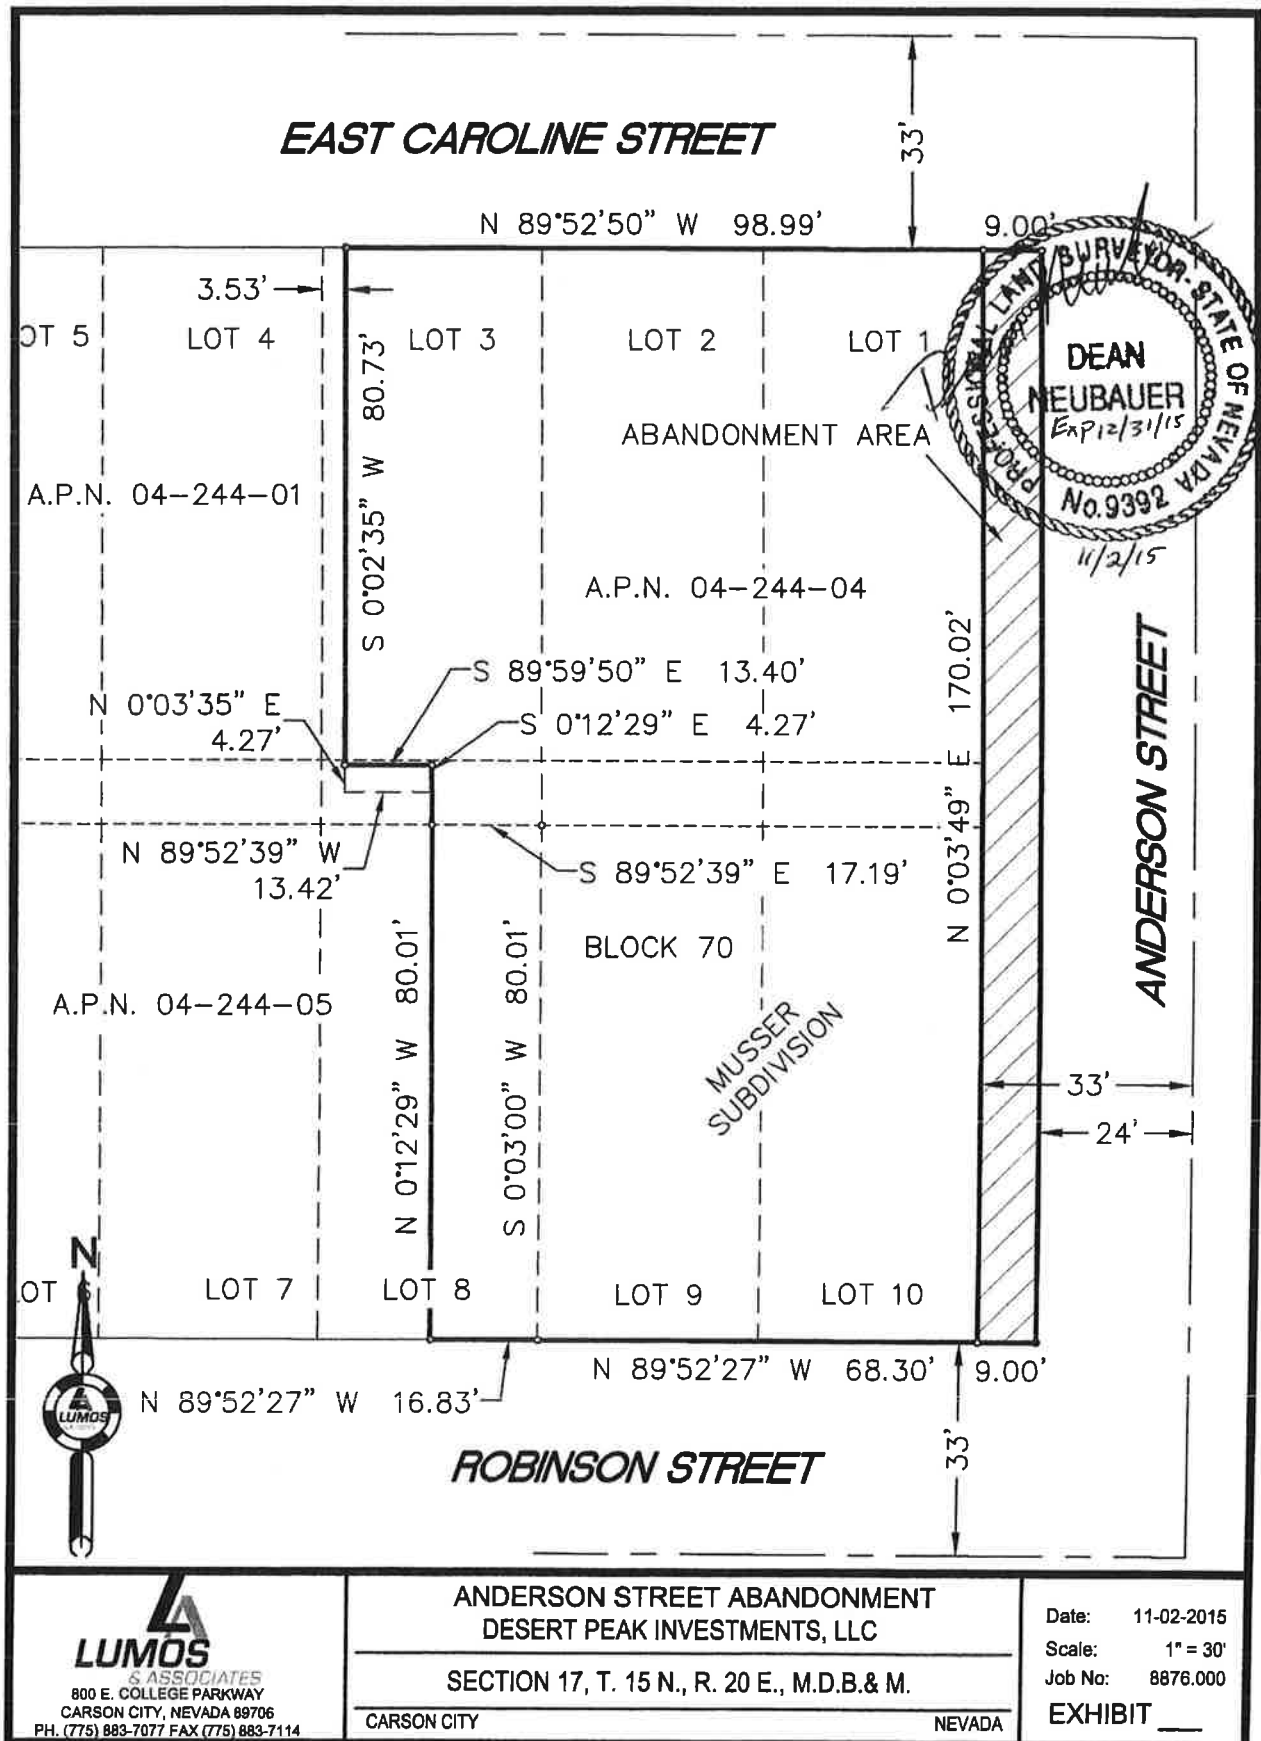 EAST CAROLINE STREET
33'
N 89°52'50" W 98.99'
9.00'
3.53'
OT 5
LOT 4
LOT 3
LOT 2
LOT 1
S 0°02'35" W 80.73'
ABANDONMENT AREA
PROFESSIONAL LAND SURVEYOR-STATE OF NEVADA
DEAN
NEUBAUER
Exp 12/31/15
No.9392
11/2/15
A.P.N. 04-244-01
A.P.N. 04-244-04
N 0°03'49" E 170.02'
ANDERSON STREET
S 89°59'50" E 13.40'
N 0°03'35" E
4.27'
S 0°12'29" E 4.27'
N 89°52'39" W
13.42'
S 89°52'39" E 17.19'
BLOCK 70
A.P.N. 04-244-05
N 0°12'29" W 80.01'
S 0°03'00" W 80.01'
MUSSER
SUBDIVISION
33'
24'
N
OT 6
LOT 7
LOT 8
LOT 9
LOT 10
N 89°52'27" W 68.30'
9.00'
LUMOS
N 89°52'27" W 16.83'
33'
ROBINSON STREET
LA
LUMOS
& ASSOCIATES
800 E. COLLEGE PARKWAY
CARSON CITY, NEVADA 89706
PH. (775) 883-7077 FAX (775) 883-7114
ANDERSON STREET ABANDONMENT
DESERT PEAK INVESTMENTS, LLC
SECTION 17, T. 15 N., R. 20 E., M.D.B.& M.
CARSON CITY NEVADA
Date: 11-02-2015
Scale: 1" = 30'
Job No: 8876.000
EXHIBIT ___